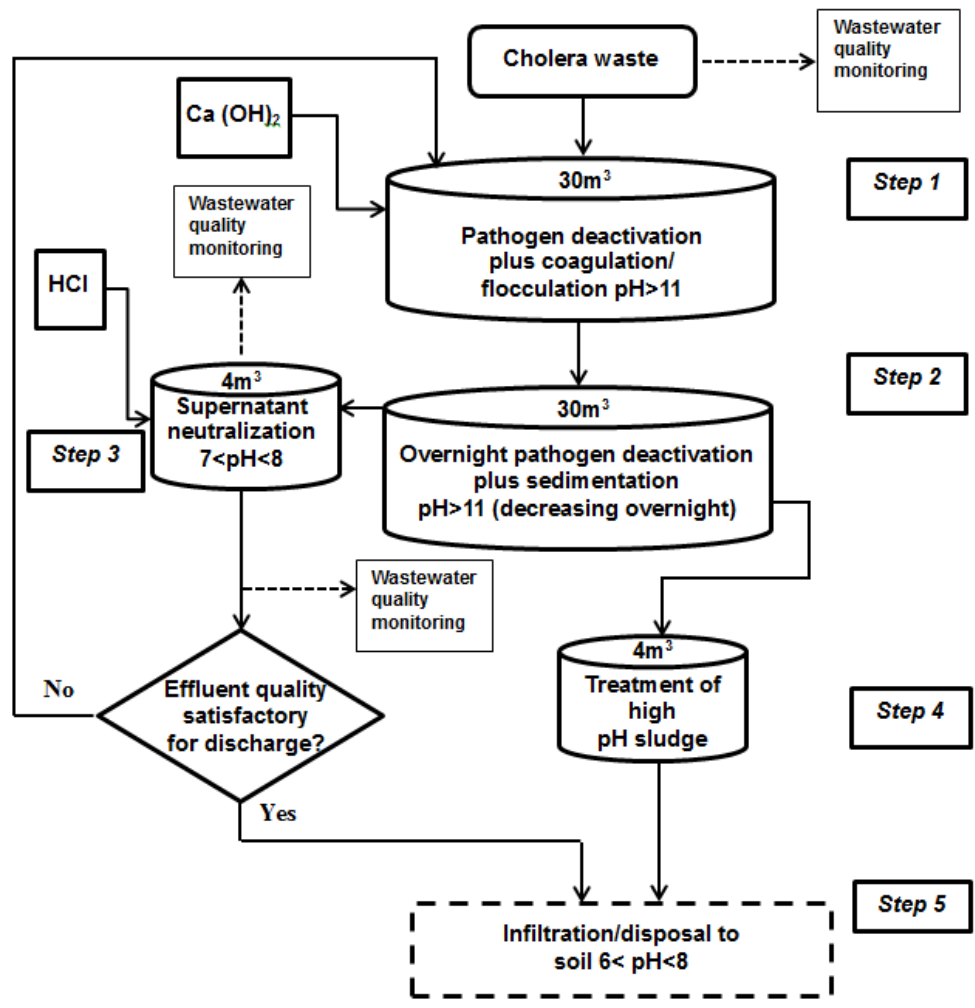 Cholera waste
Wastewater
quality
monitoring
Ca (OH)₂
30m³
Step 1
Pathogen deactivation
plus coagulation/
flocculation pH>11
Wastewater
quality
monitoring
HCl
Step 2
4m³
Supernatant
neutralization
7<pH<8
30m³
Overnight pathogen deactivation
plus sedimentation
pH>11 (decreasing overnight)
Step 3
Wastewater
quality
monitoring
4m³
Treatment of
high
pH sludge
Step 4
No
Effluent quality
satisfactory
for discharge?
Yes
Step 5
Infiltration/disposal to
soil 6< pH<8